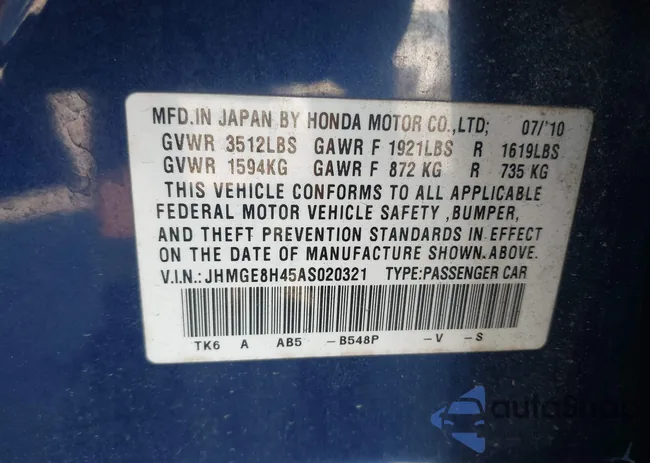 MFD.IN JAPAN BY HONDA MOTOR CO.,LTD; 07/'10
GVWR 3512LBS GAWR F 1921LBS R 1619LBS
GVWR 1594KG GAWR F 872 KG R 735 KG
THIS VEHICLE CONFORMS TO ALL APPLICABLE
FEDERAL MOTOR VEHICLE SAFETY ,BUMPER,
AND THEFT PREVENTION STANDARDS IN EFFECT
ON THE DATE OF MANUFACTURE SHOWN.ABOVE.
V.I.N.: JHMGE8H45AS020321 TYPE:PASSENGER CAR
TK6 A AB5 -B548P -V -S